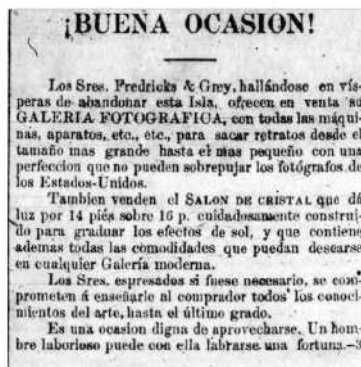 ¡BUENA OCASION!
Los Sres. Fredricks & Grey, hallándose en vís-
peras de abandonar esta Isla, ofrecen en venta su
GALERIA FOTOGRAFICA, con todas las máqui-
nas, aparatos, etc., etc., para sacar retratos desde el
tamaño mas grande hasta el mas pequeño con una
perfeccion que no pueden sobrepujar los fotógrafos de
los Estados-Unidos.
Tambien venden el SALON DE CRISTAL que dá
luz por 14 piés sobre 16 p. cuidadosamente construi-
do para graduar los efectos de sol, y que contiene
ademas todas las comodidades que puedan desearse
en cualquier Galería moderna.
Los Sres. espresados si fuese necesario, se com-
prometen á enseñarle al comprador todos los conoci-
mientos del arte, hasta el último grado.
Es una ocasion digna de aprovecharse. Un hom-
bre laborioso puede con ella labrarse una fortuna.–3